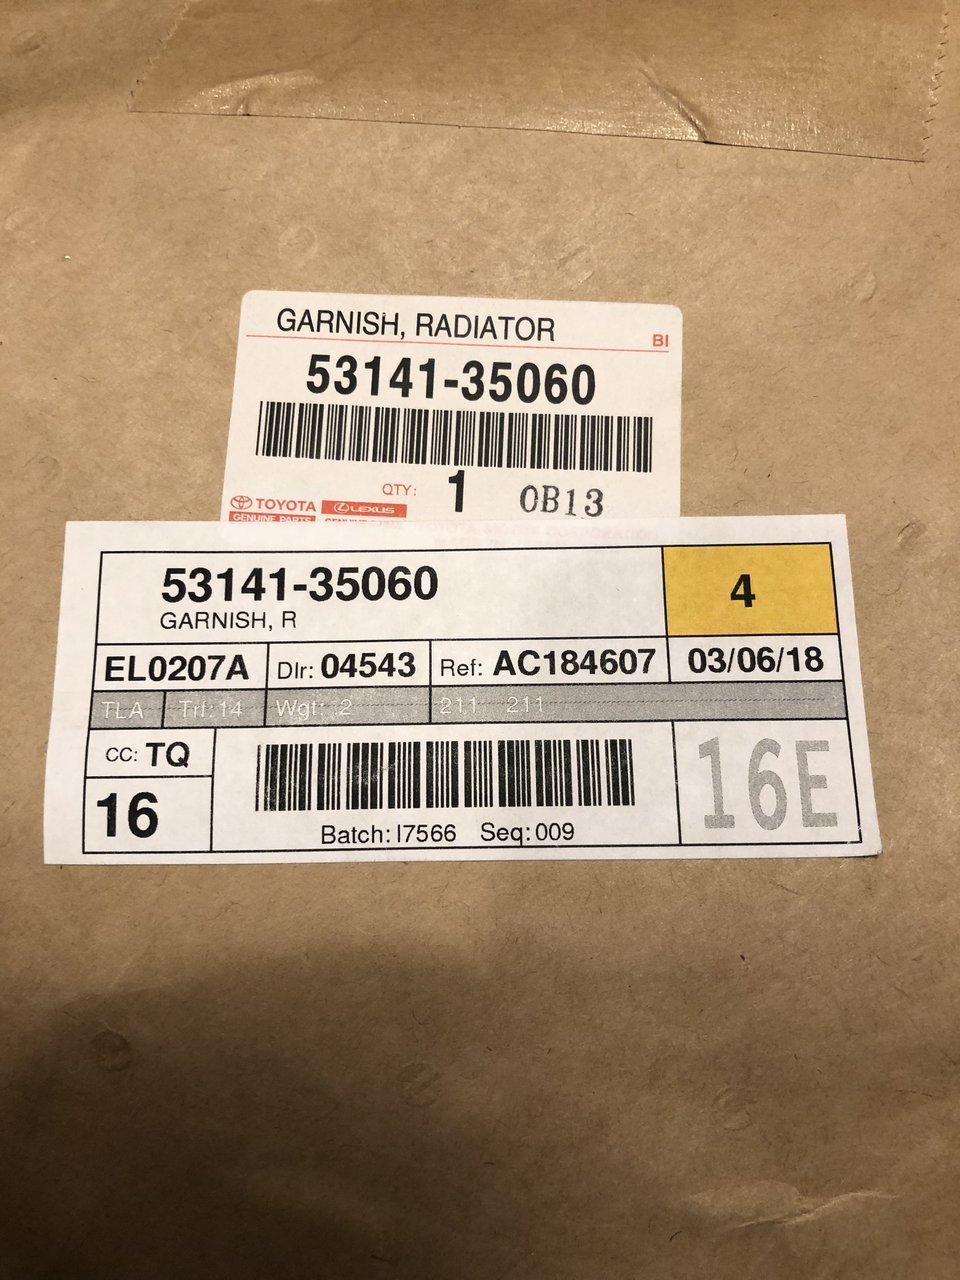 GARNISH, RADIATOR
BI
53141-35060
QTY: 1 0B13
TOYOTA LEXUS
GENUINE PARTS GENUINE
53141-35060 4
GARNISH, R
EL0207A Dlr: 04543 Ref: AC184607 03/06/18
TLA Trf: 14 Wgt: .2 211 211
CC: TQ
16 16E
Batch: I7566 Seq: 009